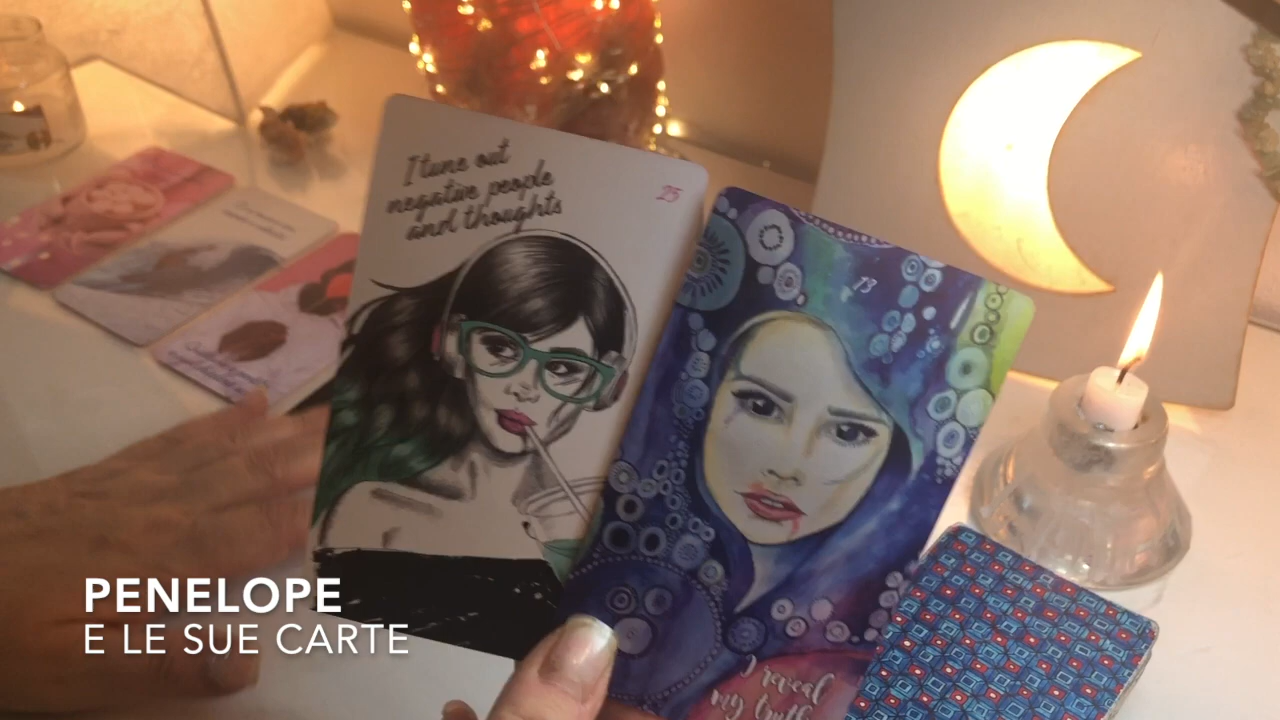 I tune out
negative people
and thoughts
25
13
I reveal
my truth
PENELOPE
E LE SUE CARTE